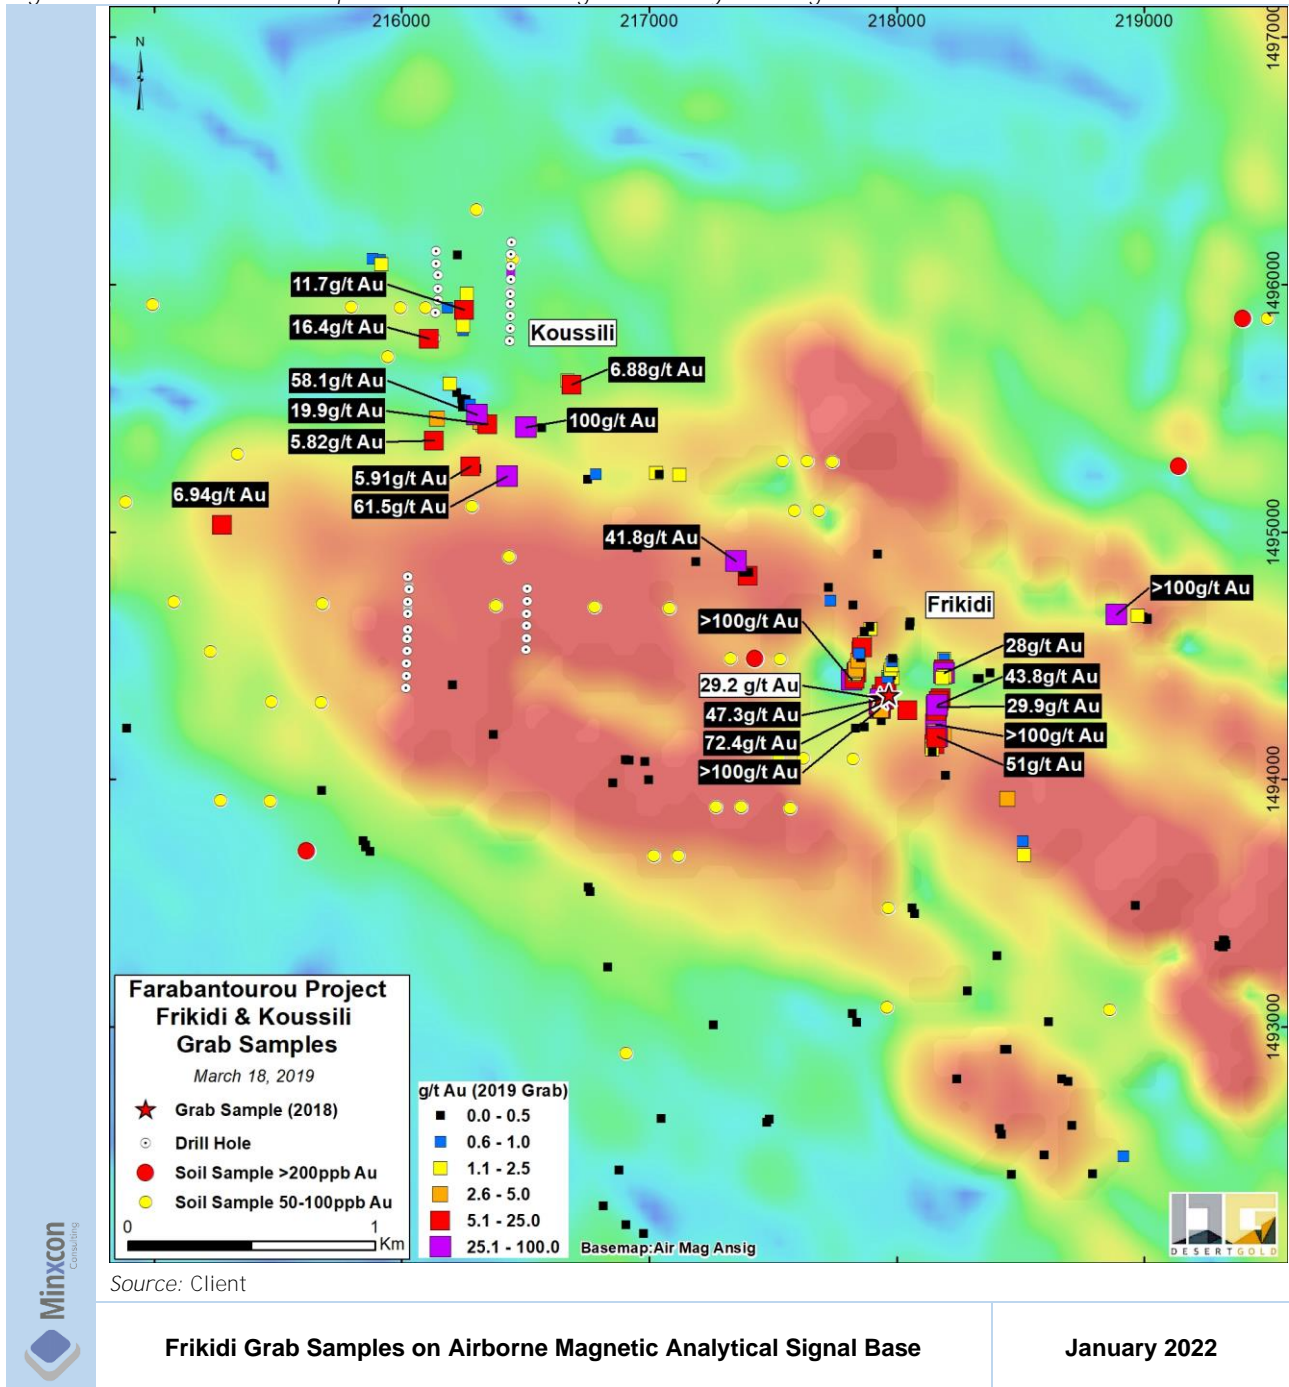 216000
217000
218000
219000
1497000
N
1496000
11.7g/t Au
16.4g/t Au
Koussili
58.1g/t Au
6.88g/t Au
19.9g/t Au
100g/t Au
5.82g/t Au
5.91g/t Au
6.94g/t Au
61.5g/t Au
1495000
41.8g/t Au
>100g/t Au
Frikidi
>100g/t Au
28g/t Au
29.2 g/t Au
43.8g/t Au
47.3g/t Au
29.9g/t Au
72.4g/t Au
>100g/t Au
>100g/t Au
51g/t Au
1494000
1493000
Farabantourou Project
Frikidi & Koussili
Grab Samples
March 18, 2019
Grab Sample (2018)
Drill Hole
Soil Sample >200ppb Au
Soil Sample 50-100ppb Au
0 1
Km
g/t Au (2019 Grab)
0.0 - 0.5
0.6 - 1.0
1.1 - 2.5
2.6 - 5.0
5.1 - 25.0
25.1 - 100.0
Basemap:Air Mag Ansig
DESERTGOLD
Minxcon
Consulting
Source: Client
Frikidi Grab Samples on Airborne Magnetic Analytical Signal Base
January 2022